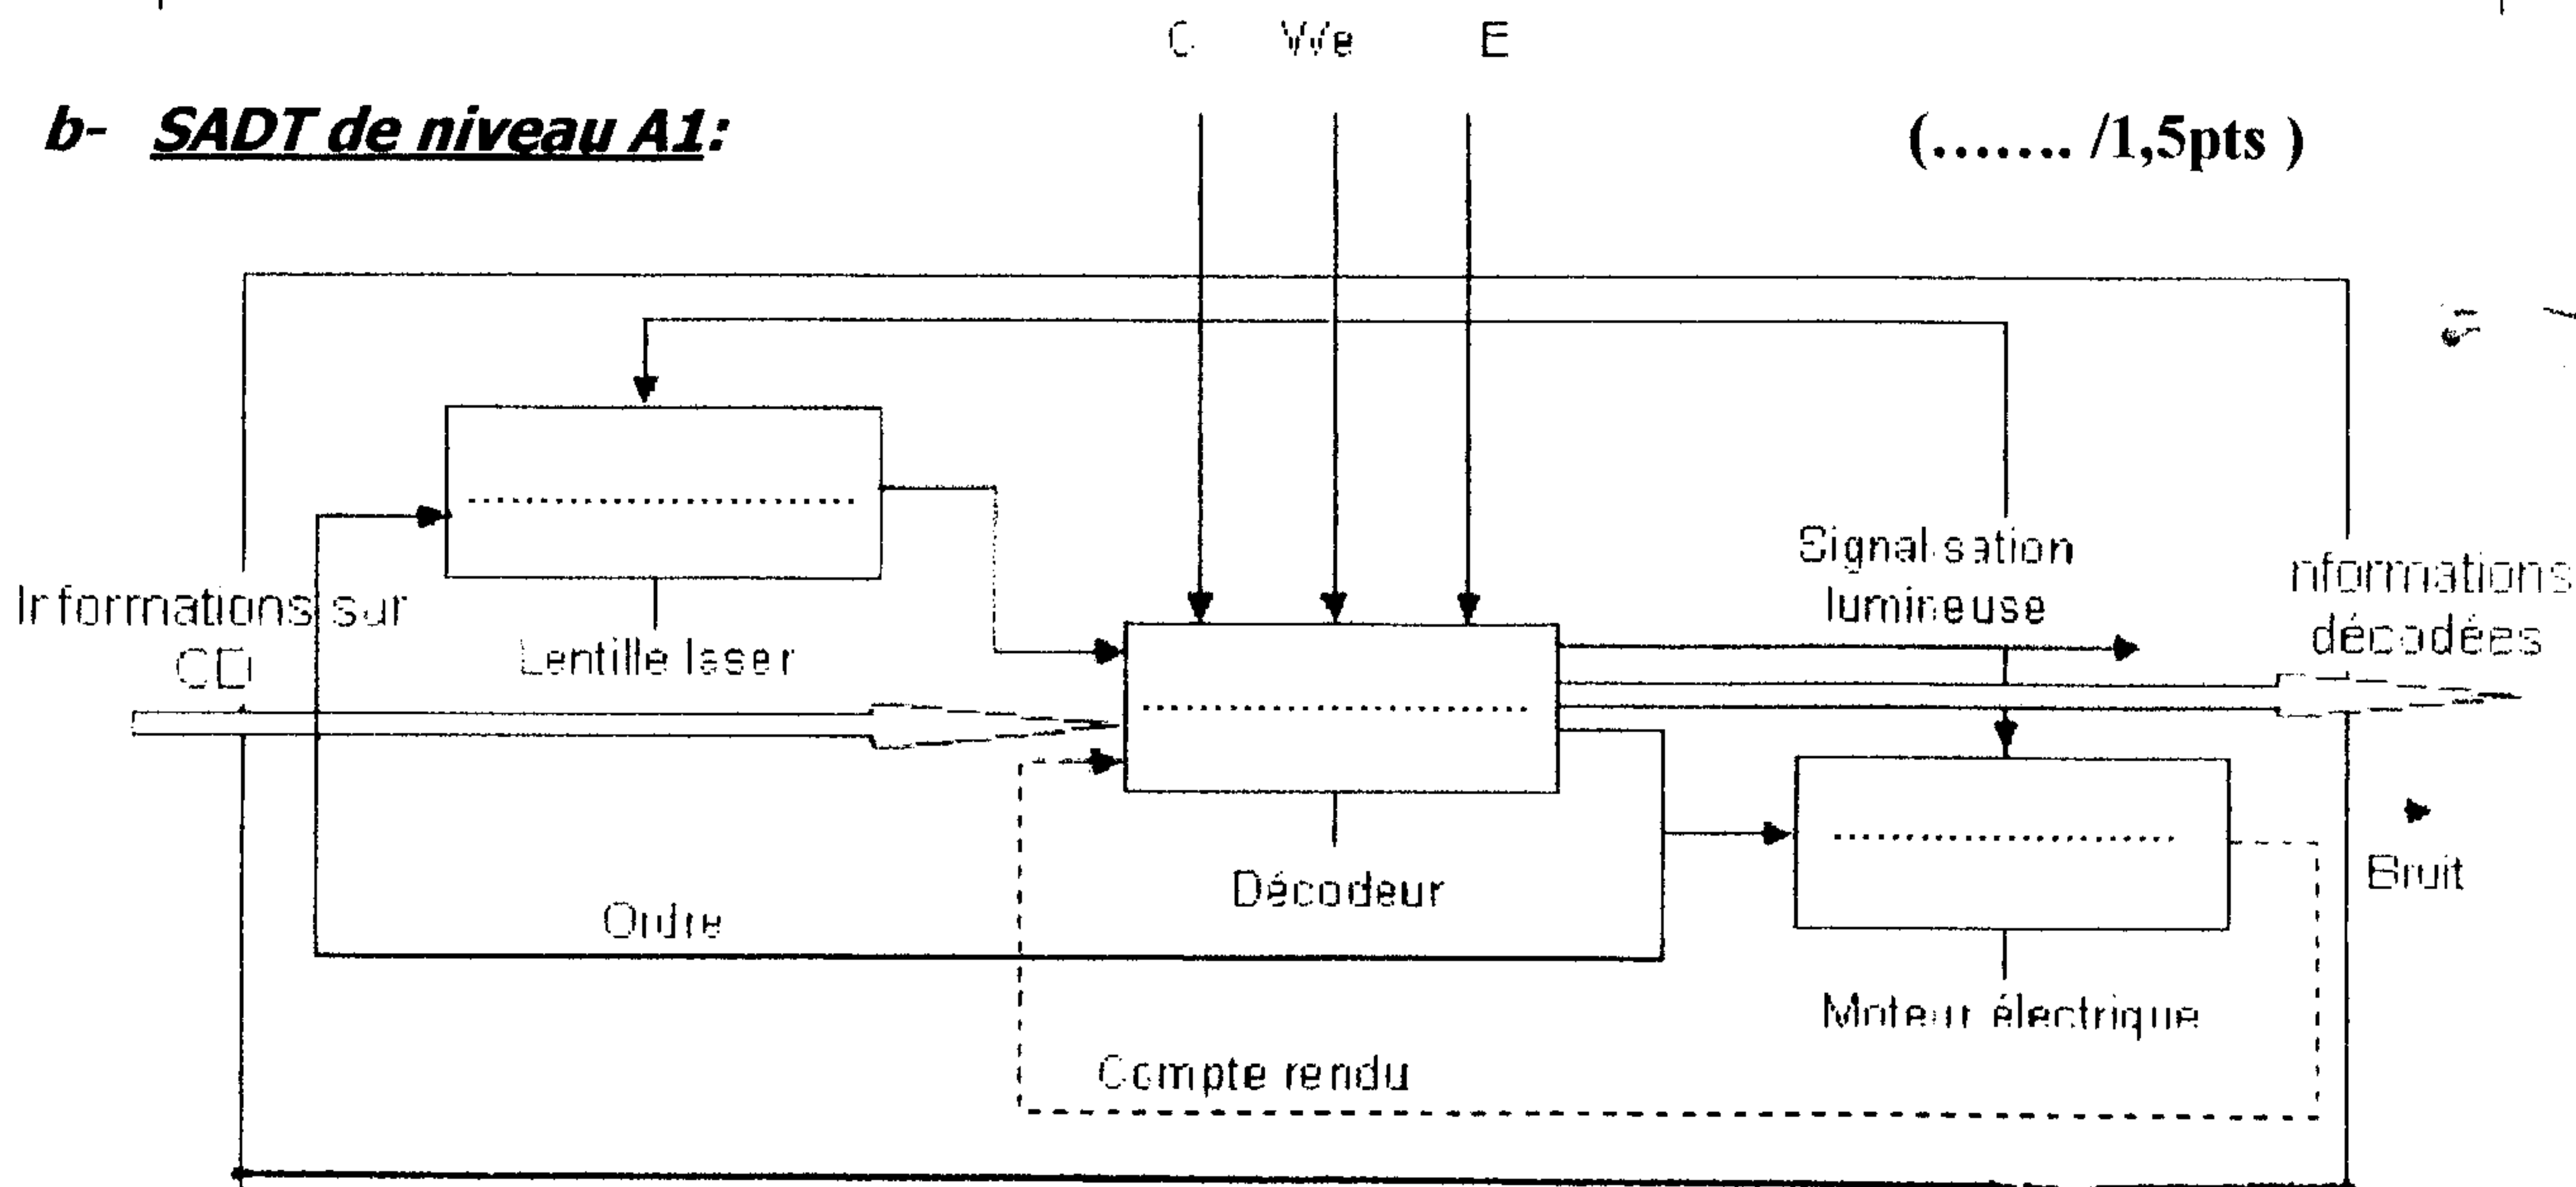 C We E
b- SADT de niveau A1:
(....... /1,5pts )
Signalisation
lumineuse
Informations sur
CD
nformations
décodées
Lentille laser
Bruit
Décodeur
Ordre
Moteur électrique
Compte rendu